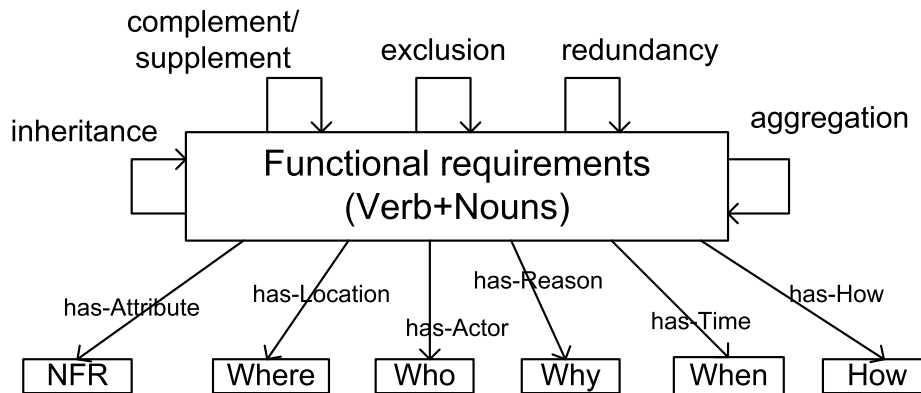 complement/
supplement
exclusion
redundancy
inheritance
aggregation
Functional requirements
(Verb+Nouns)
has-Attribute
has-Location
has-Actor
has-Reason
has-Time
has-How
NFR
Where
Who
Why
When
How